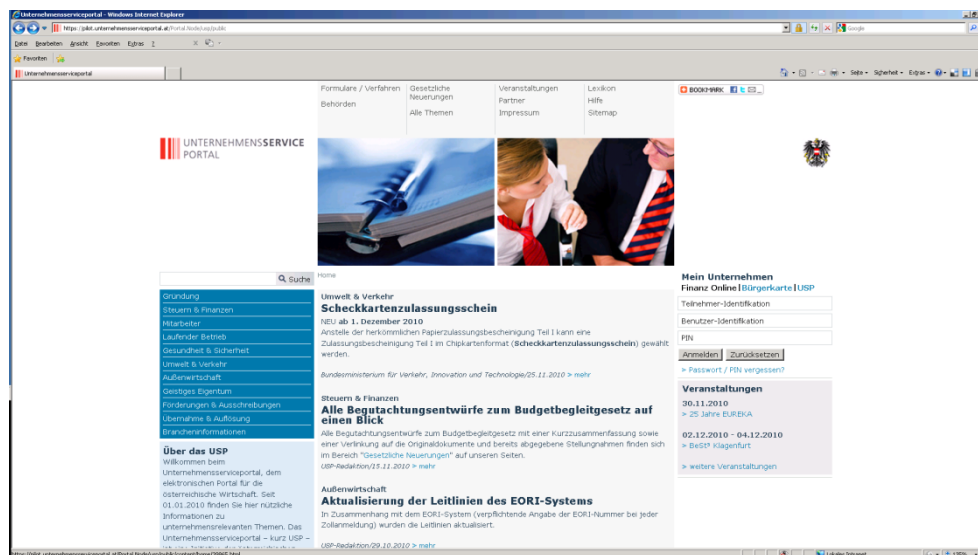 Unternehmensserviceportal - Windows Internet Explorer
https://pilot.unternehmensserviceportal.at/Portal.Node/usp/public
Google
Datei Bearbeiten Ansicht Favoriten Extras ?
Favoriten
Unternehmensserviceportal
Seite Sicherheit Extras
Formulare / Verfahren
Behörden
Gesetzliche
Neuerungen
Alle Themen
Veranstaltungen
Partner
Impressum
Lexikon
Hilfe
Sitemap
BOOKMARK
UNTERNEHMENSSERVICE
PORTAL
Suche
Gründung
Steuern & Finanzen
Mitarbeiter
Laufender Betrieb
Gesundheit & Sicherheit
Umwelt & Verkehr
Außenwirtschaft
Geistiges Eigentum
Förderungen & Ausschreibungen
Übernahme & Auflösung
Brancheninformationen
Über das USP
Willkommen beim
Unternehmensserviceportal, dem
elektronischen Portal für die
österreichische Wirtschaft. Seit
01.01.2010 finden Sie hier nützliche
Informationen zu
unternehmensrelevanten Themen. Das
Unternehmensserviceportal – kurz USP –
Home
Umwelt & Verkehr
Scheckkartenzulassungsschein
NEU ab 1. Dezember 2010
Anstelle der herkömmlichen Papierzulassungsbescheinigung Teil I kann eine
Zulassungsbescheinigung Teil I im Chipkartenformat (Scheckkartenzulassungsschein) gewählt
werden.
Bundesministerium für Verkehr, Innovation und Technologie/25.11.2010 > mehr
Steuern & Finanzen
Alle Begutachtungsentwürfe zum Budgetbegleitgesetz auf
einen Blick
Alle Begutachtungsentwürfe zum Budgetbegleitgesetz mit einer Kurzzusammenfassung sowie
einer Verlinkung auf die Originaldokumente und bereits abgegebene Stellungnahmen finden sich
im Bereich "Gesetzliche Neuerungen" auf unseren Seiten.
USP-Redaktion/15.11.2010 > mehr
Außenwirtschaft
Aktualisierung der Leitlinien des EORI-Systems
In Zusammenhang mit dem EORI-System (verpflichtende Angabe der EORI-Nummer bei jeder
Zollanmeldung) wurden die Leitlinien aktualisiert.
USP-Redaktion/29.10.2010 > mehr
Mein Unternehmen
Finanz Online | Bürgerkarte | USP
Teilnehmer-Identifikation
Benutzer-Identifikation
PIN
Anmelden Zurücksetzen
> Passwort / PIN vergessen?
Veranstaltungen
30.11.2010
> 25 Jahre EUREKA
02.12.2010 - 04.12.2010
> BeSt³ Klagenfurt
> weitere Veranstaltungen